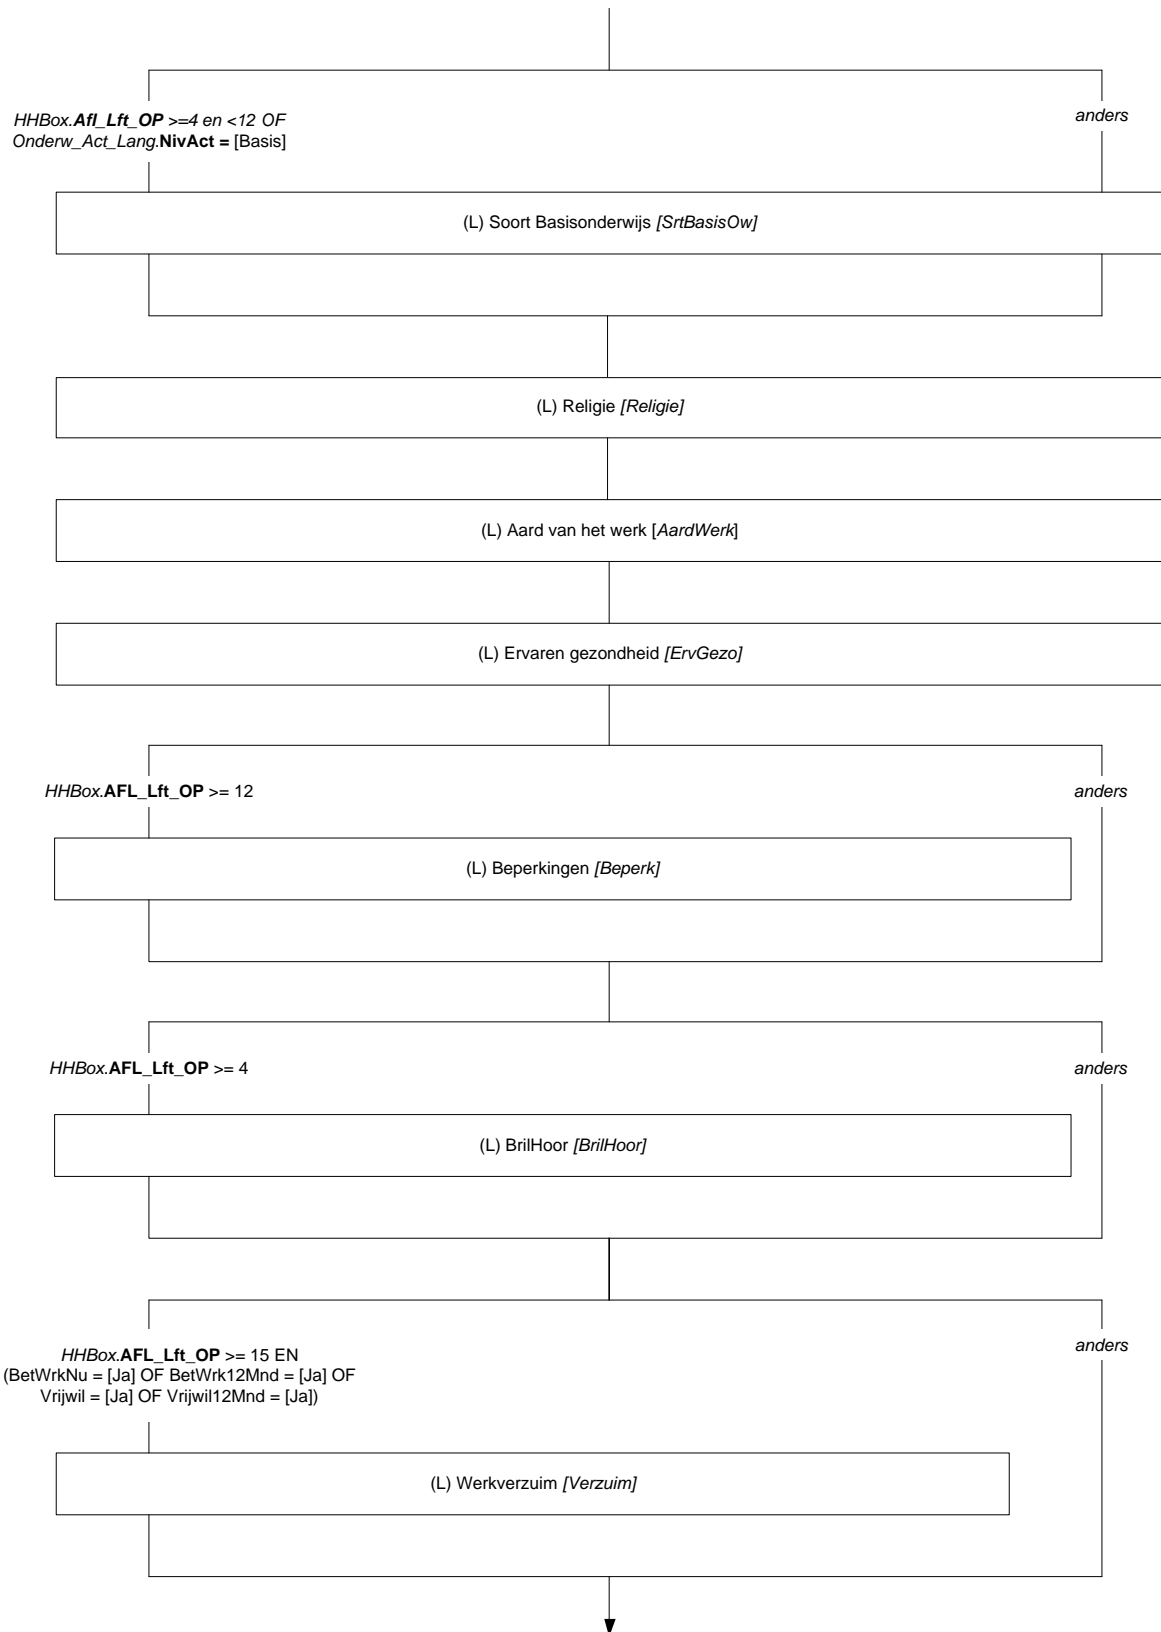 HHBox.Afl_Lft_OP >=4 en <12 OF
Onderw_Act_Lang.NivAct = [Basis]
anders
(L) Soort Basisonderwijs [SrtBasisOw]
(L) Religie [Religie]
(L) Aard van het werk [AardWerk]
(L) Ervaren gezondheid [ErvGezo]
HHBox.AFL_Lft_OP >= 12
anders
(L) Beperkingen [Beperk]
HHBox.AFL_Lft_OP >= 4
anders
(L) BrilHoor [BrilHoor]
HHBox.AFL_Lft_OP >= 15 EN
(BetWrkNu = [Ja] OF BetWrk12Mnd = [Ja] OF
Vrijwil = [Ja] OF Vrijwil12Mnd = [Ja])
anders
(L) Werkverzuim [Verzuim]